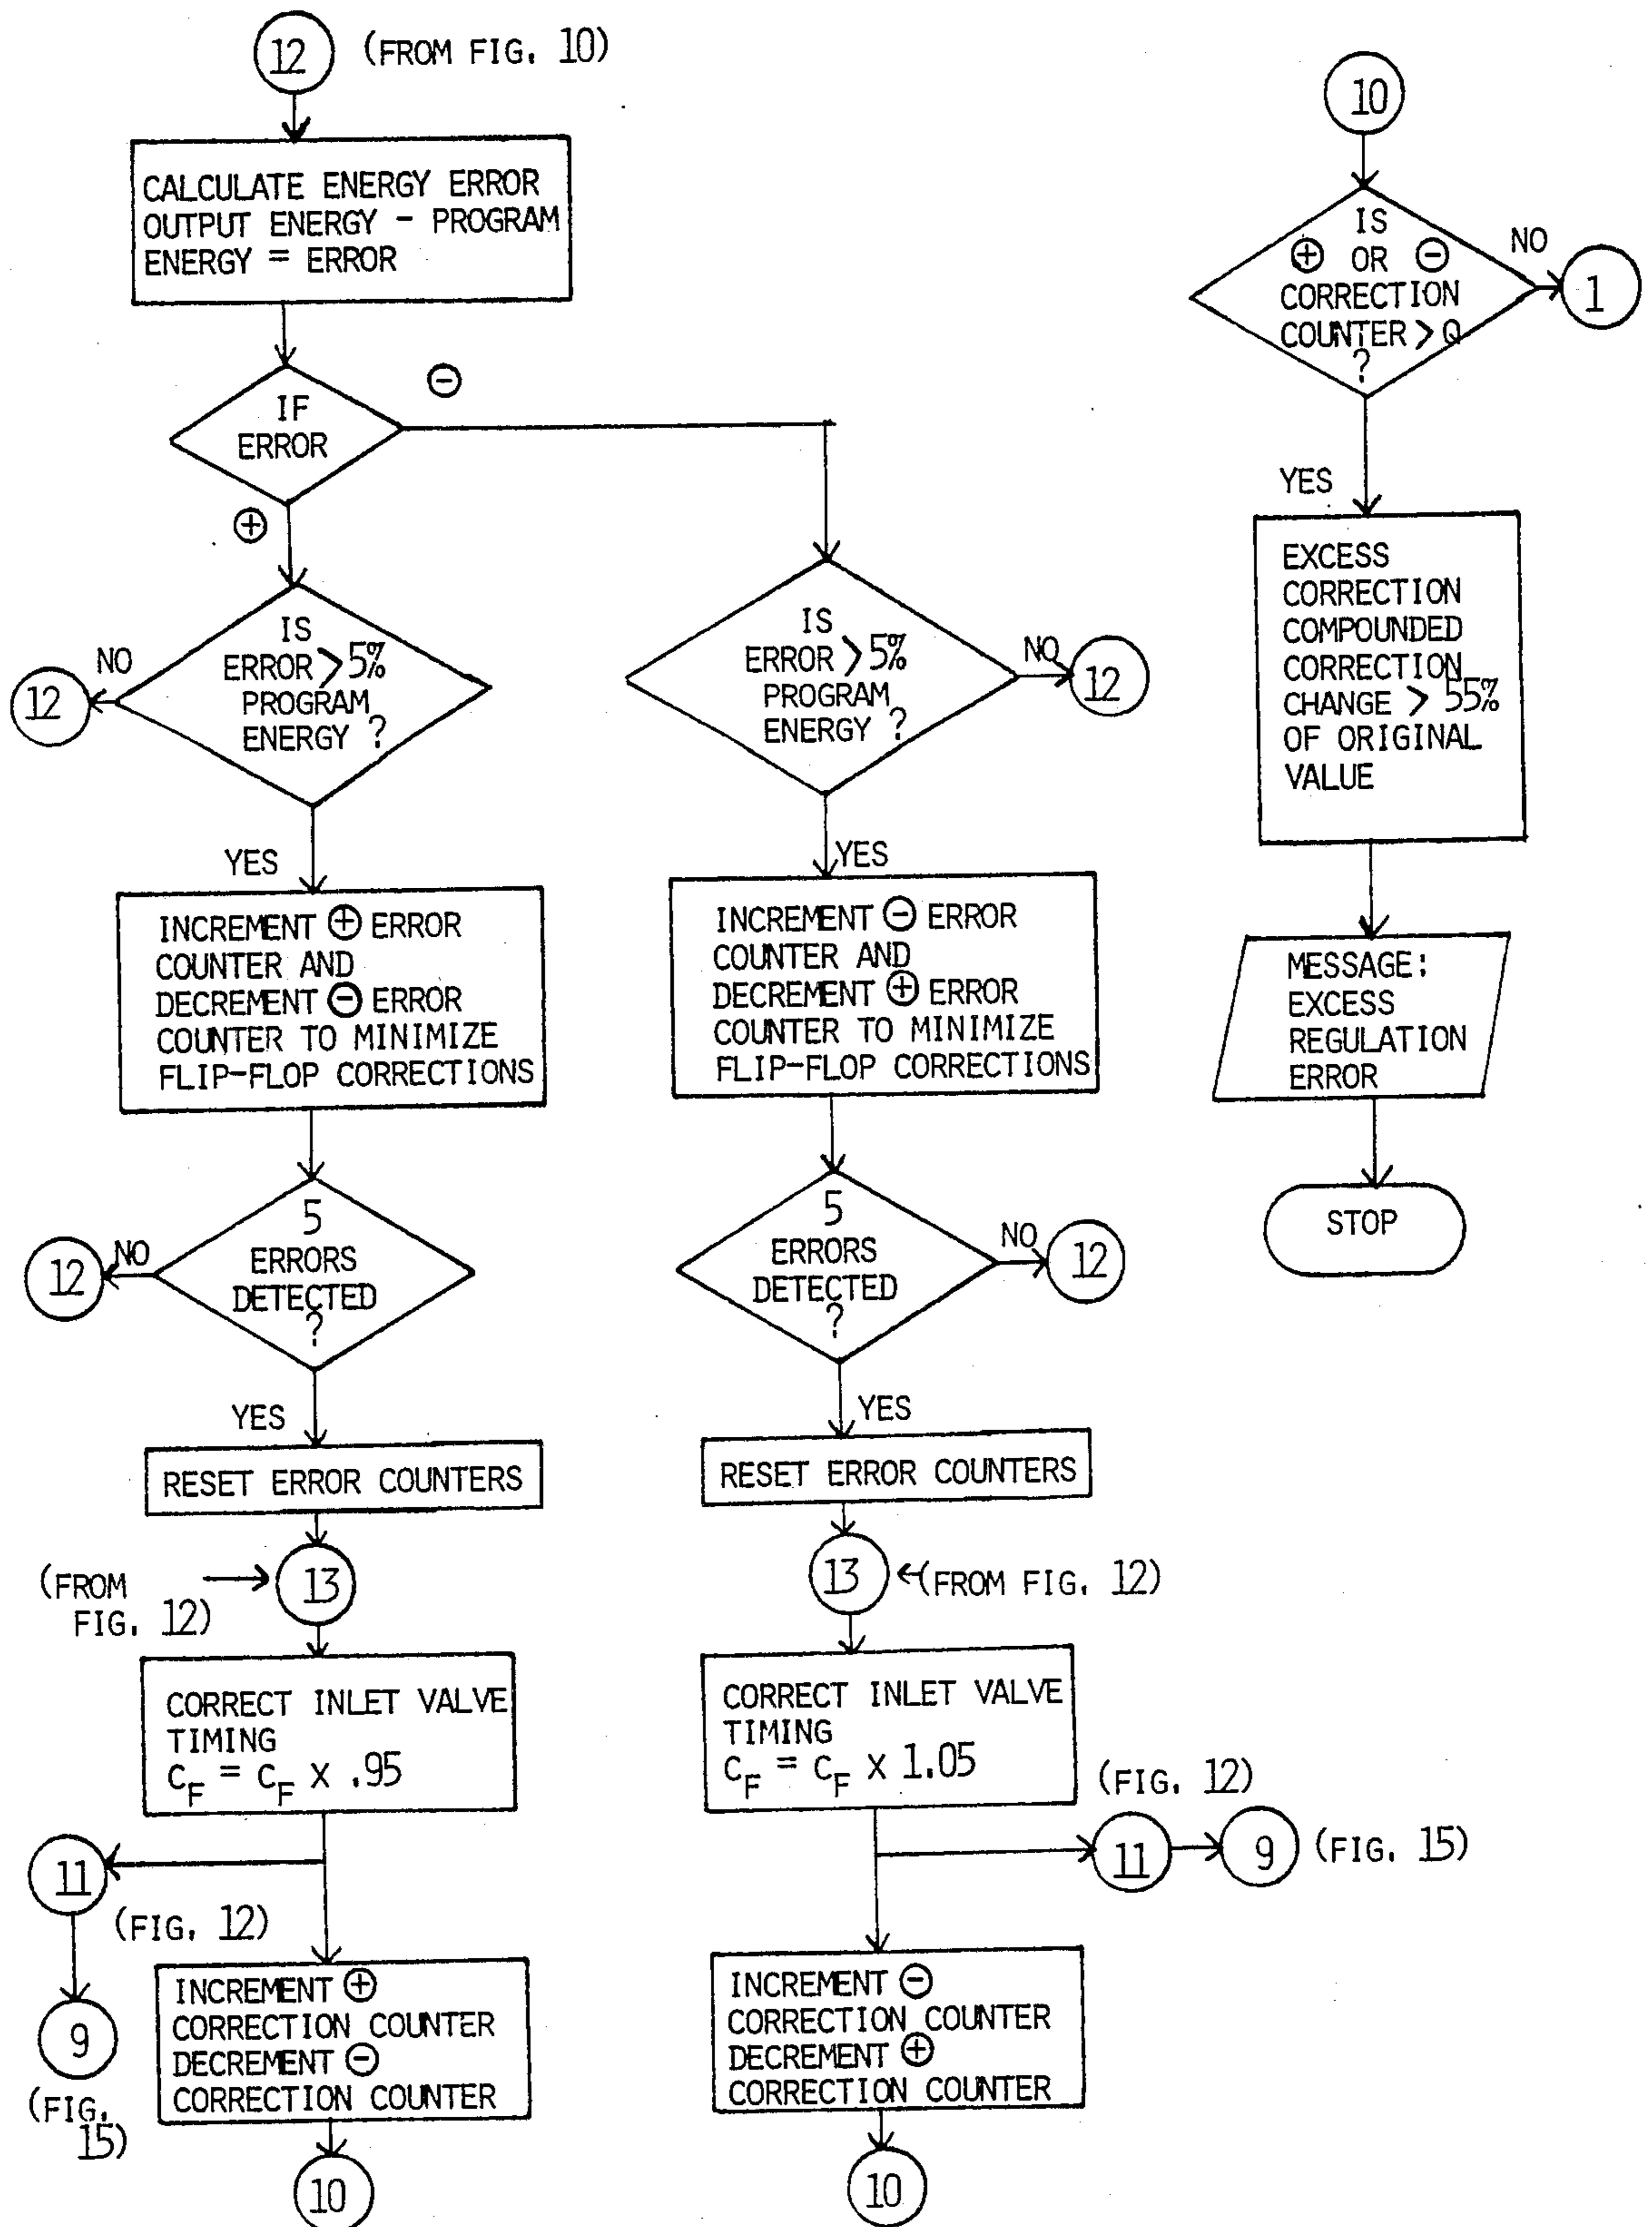 12 (FROM FIG. 10)
CALCULATE ENERGY ERROR
OUTPUT ENERGY - PROGRAM
ENERGY = ERROR
IF
ERROR
⊖
⊕
IS
ERROR > 5%
PROGRAM
ENERGY ?
NO
12
YES
INCREMENT ⊕ ERROR
COUNTER AND
DECREMENT ⊖ ERROR
COUNTER TO MINIMIZE
FLIP-FLOP CORRECTIONS
5
ERRORS
DETECTED
?
NO
12
YES
RESET ERROR COUNTERS
(FROM
FIG. 12)
13
CORRECT INLET VALVE
TIMING
C_F = C_F X .95
11
(FIG. 12)
9
(FIG.
15)
INCREMENT ⊕
CORRECTION COUNTER
DECREMENT ⊖
CORRECTION COUNTER
10
IS
ERROR > 5%
PROGRAM
ENERGY ?
NO
12
YES
INCREMENT ⊖ ERROR
COUNTER AND
DECREMENT ⊕ ERROR
COUNTER TO MINIMIZE
FLIP-FLOP CORRECTIONS
5
ERRORS
DETECTED
?
NO
12
YES
RESET ERROR COUNTERS
13 (FROM FIG. 12)
CORRECT INLET VALVE
TIMING
C_F = C_F X 1.05
(FIG. 12)
11
9 (FIG. 15)
INCREMENT ⊖
CORRECTION COUNTER
DECREMENT ⊕
CORRECTION COUNTER
10
10
IS
⊕ OR ⊖
CORRECTION
COUNTER > Q
?
NO
1
YES
EXCESS
CORRECTION
COMPOUNDED
CORRECTION
CHANGE > 55%
OF ORIGINAL
VALUE
MESSAGE:
EXCESS
REGULATION
ERROR
STOP